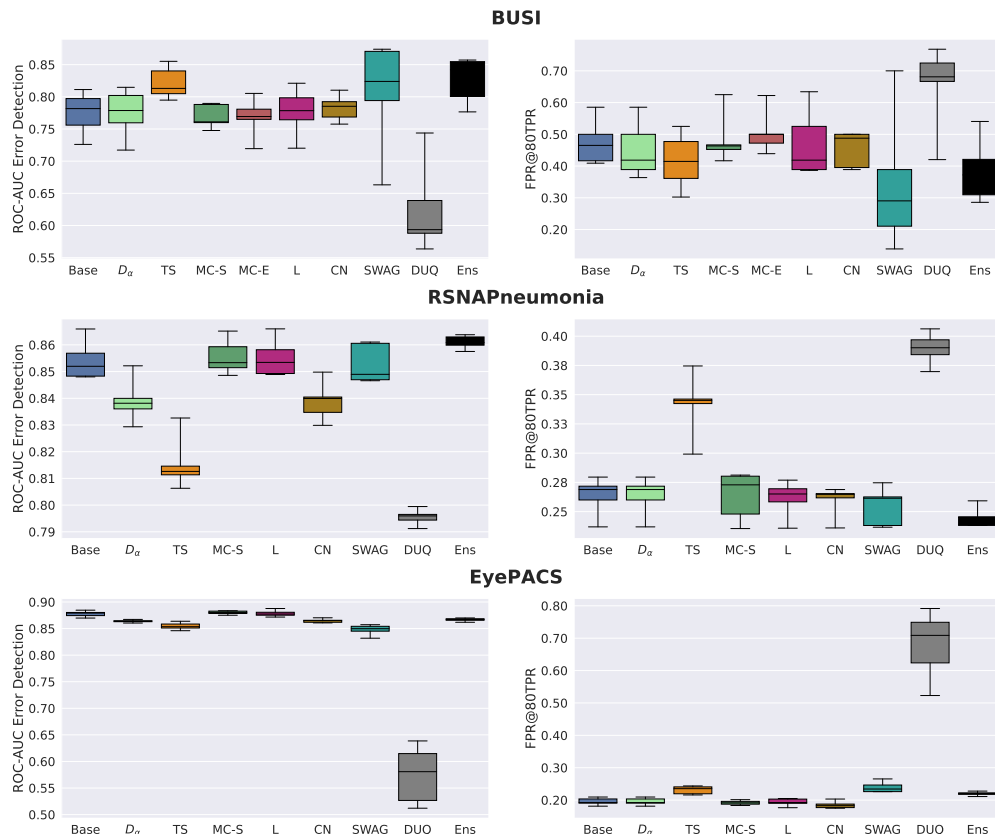 BUSI
ROC-AUC Error Detection
0.85
0.80
0.75
0.70
0.65
0.60
0.55
Base Dα TS MC-S MC-E L CN SWAG DUQ Ens
FPR@80TPR
0.70
0.60
0.50
0.40
0.30
0.20
Base Dα TS MC-S MC-E L CN SWAG DUQ Ens
RSNAPneumonia
ROC-AUC Error Detection
0.86
0.85
0.84
0.83
0.82
0.81
0.80
0.79
Base Dα TS MC-S L CN SWAG DUQ Ens
FPR@80TPR
0.40
0.38
0.35
0.33
0.30
0.28
0.25
Base Dα TS MC-S L CN SWAG DUQ Ens
EyePACS
ROC-AUC Error Detection
0.90
0.85
0.80
0.75
0.70
0.65
0.60
0.55
0.50
Base Dα TS MC-S L CN SWAG DUQ Ens
FPR@80TPR
0.80
0.70
0.60
0.50
0.40
0.30
0.20
Base Dα TS MC-S L CN SWAG DUQ Ens